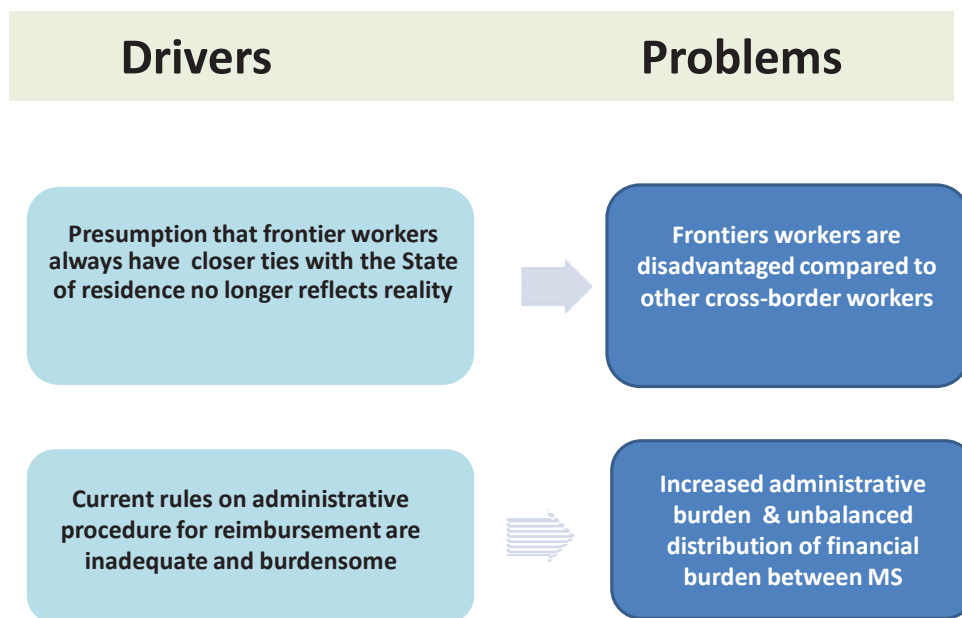 Drivers
Problems
Presumption that frontier workers
always have closer ties with the State
of residence no longer reflects reality
Frontiers workers are
disadvantaged compared to
other cross-border workers
Current rules on administrative
procedure for reimbursement are
inadequate and burdensome
Increased administrative
burden & unbalanced
distribution of financial
burden between MS